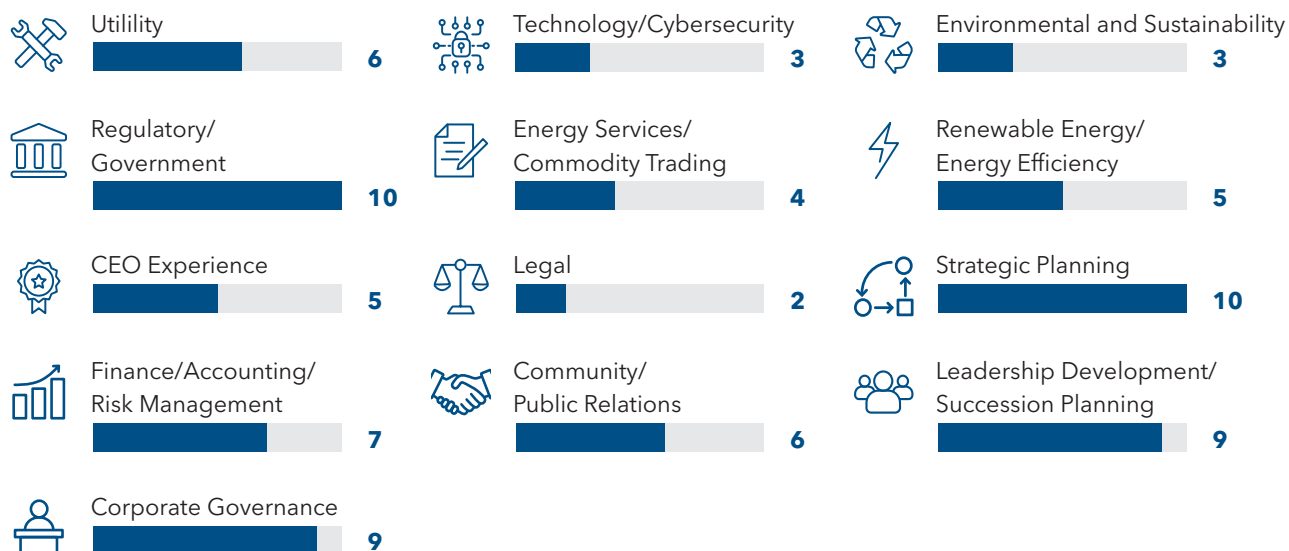 Utilility
6
Technology/Cybersecurity
3
Environmental and Sustainability
3
Regulatory/
Government
10
Energy Services/
Commodity Trading
4
Renewable Energy/
Energy Efficiency
5
CEO Experience
5
Legal
2
Strategic Planning
10
Finance/Accounting/
Risk Management
7
Community/
Public Relations
6
Leadership Development/
Succession Planning
9
Corporate Governance
9